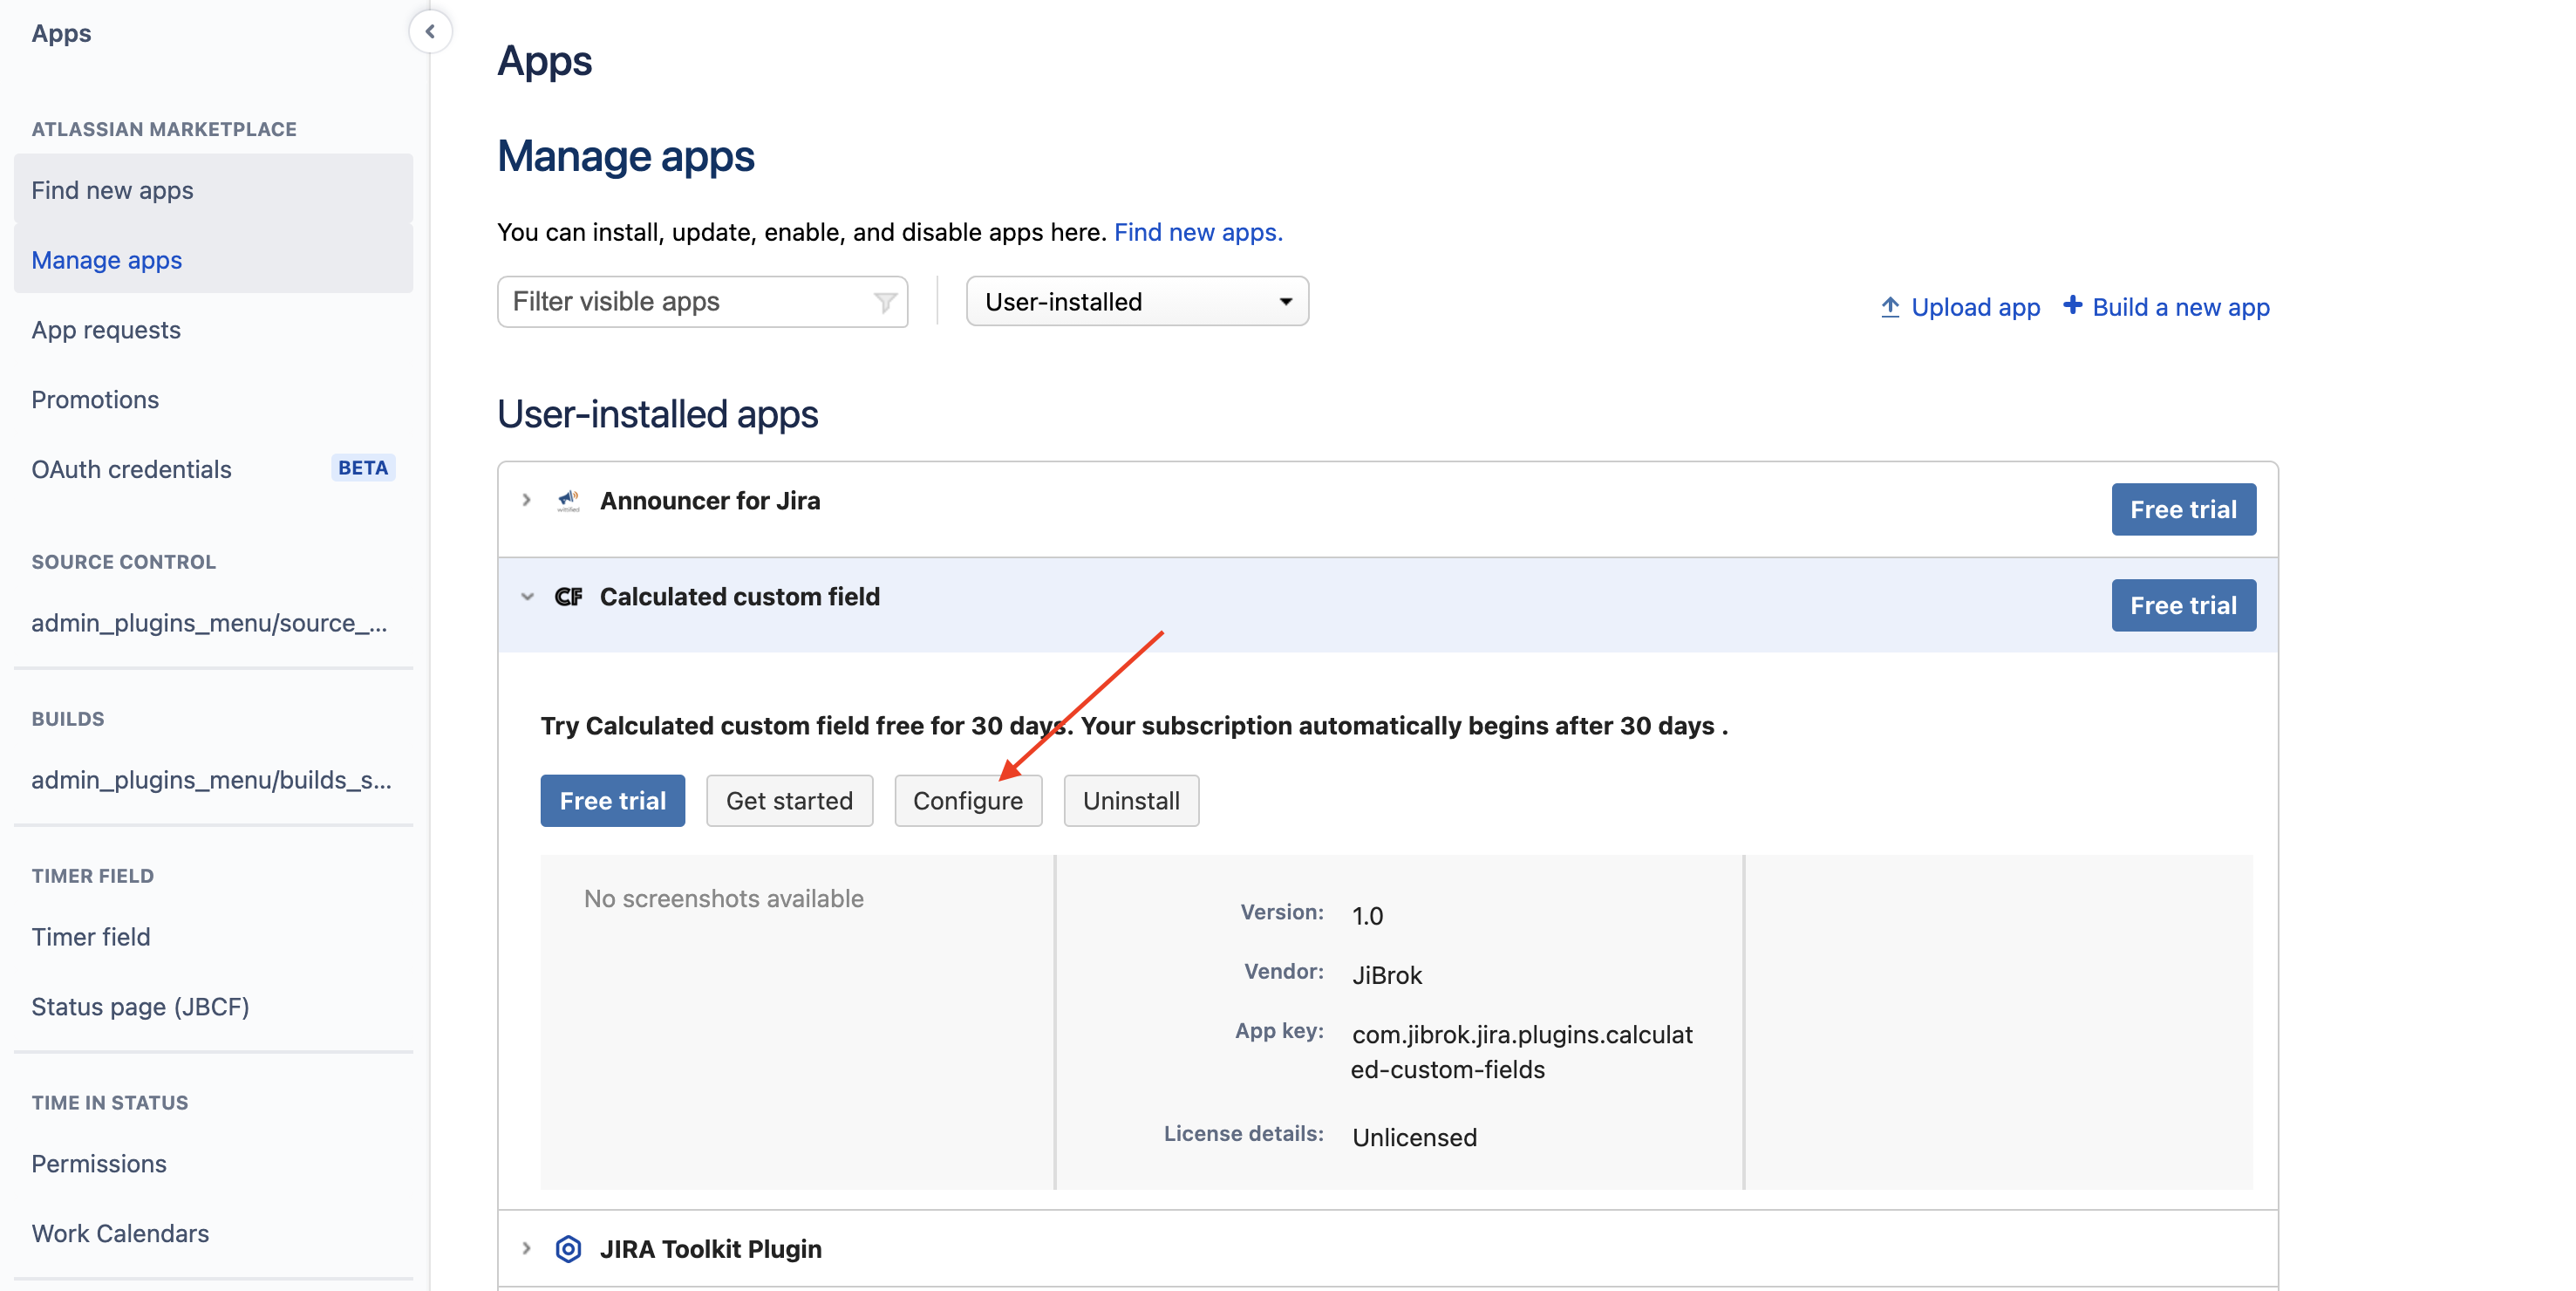 Apps
ATLASSIAN MARKETPLACE
Find new apps
Manage apps
App requests
Promotions
OAuth credentials BETA
SOURCE CONTROL
admin_plugins_menu/source_...
BUILDS
admin_plugins_menu/builds_s...
TIMER FIELD
Timer field
Status page (JBCF)
TIME IN STATUS
Permissions
Work Calendars
Apps
Manage apps
You can install, update, enable, and disable apps here. Find new apps.
Filter visible apps
User-installed
Upload app
Build a new app
User-installed apps
Announcer for Jira
Free trial
CF Calculated custom field
Free trial
Try Calculated custom field free for 30 days. Your subscription automatically begins after 30 days .
Free trial
Get started
Configure
Uninstall
No screenshots available
Version: 1.0
Vendor: JiBrok
App key: com.jibrok.jira.plugins.calculat
ed-custom-fields
License details: Unlicensed
JIRA Toolkit Plugin